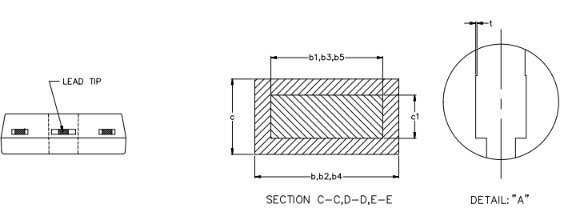 t
b1,b3,b5
LEAD TIP
c
c1
b,b2,b4
SECTION C-C,D-D,E-E
DETAIL:"A"